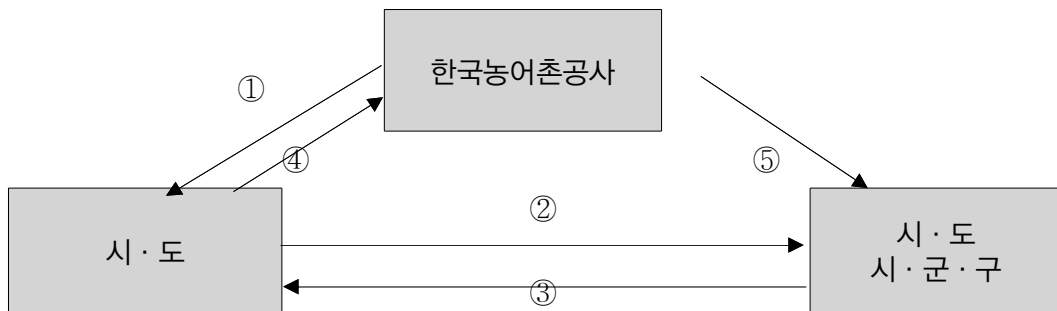 한국농어촌공사
①
④
⑤
②
시 · 도
시 · 도
시 · 군 · 구
③